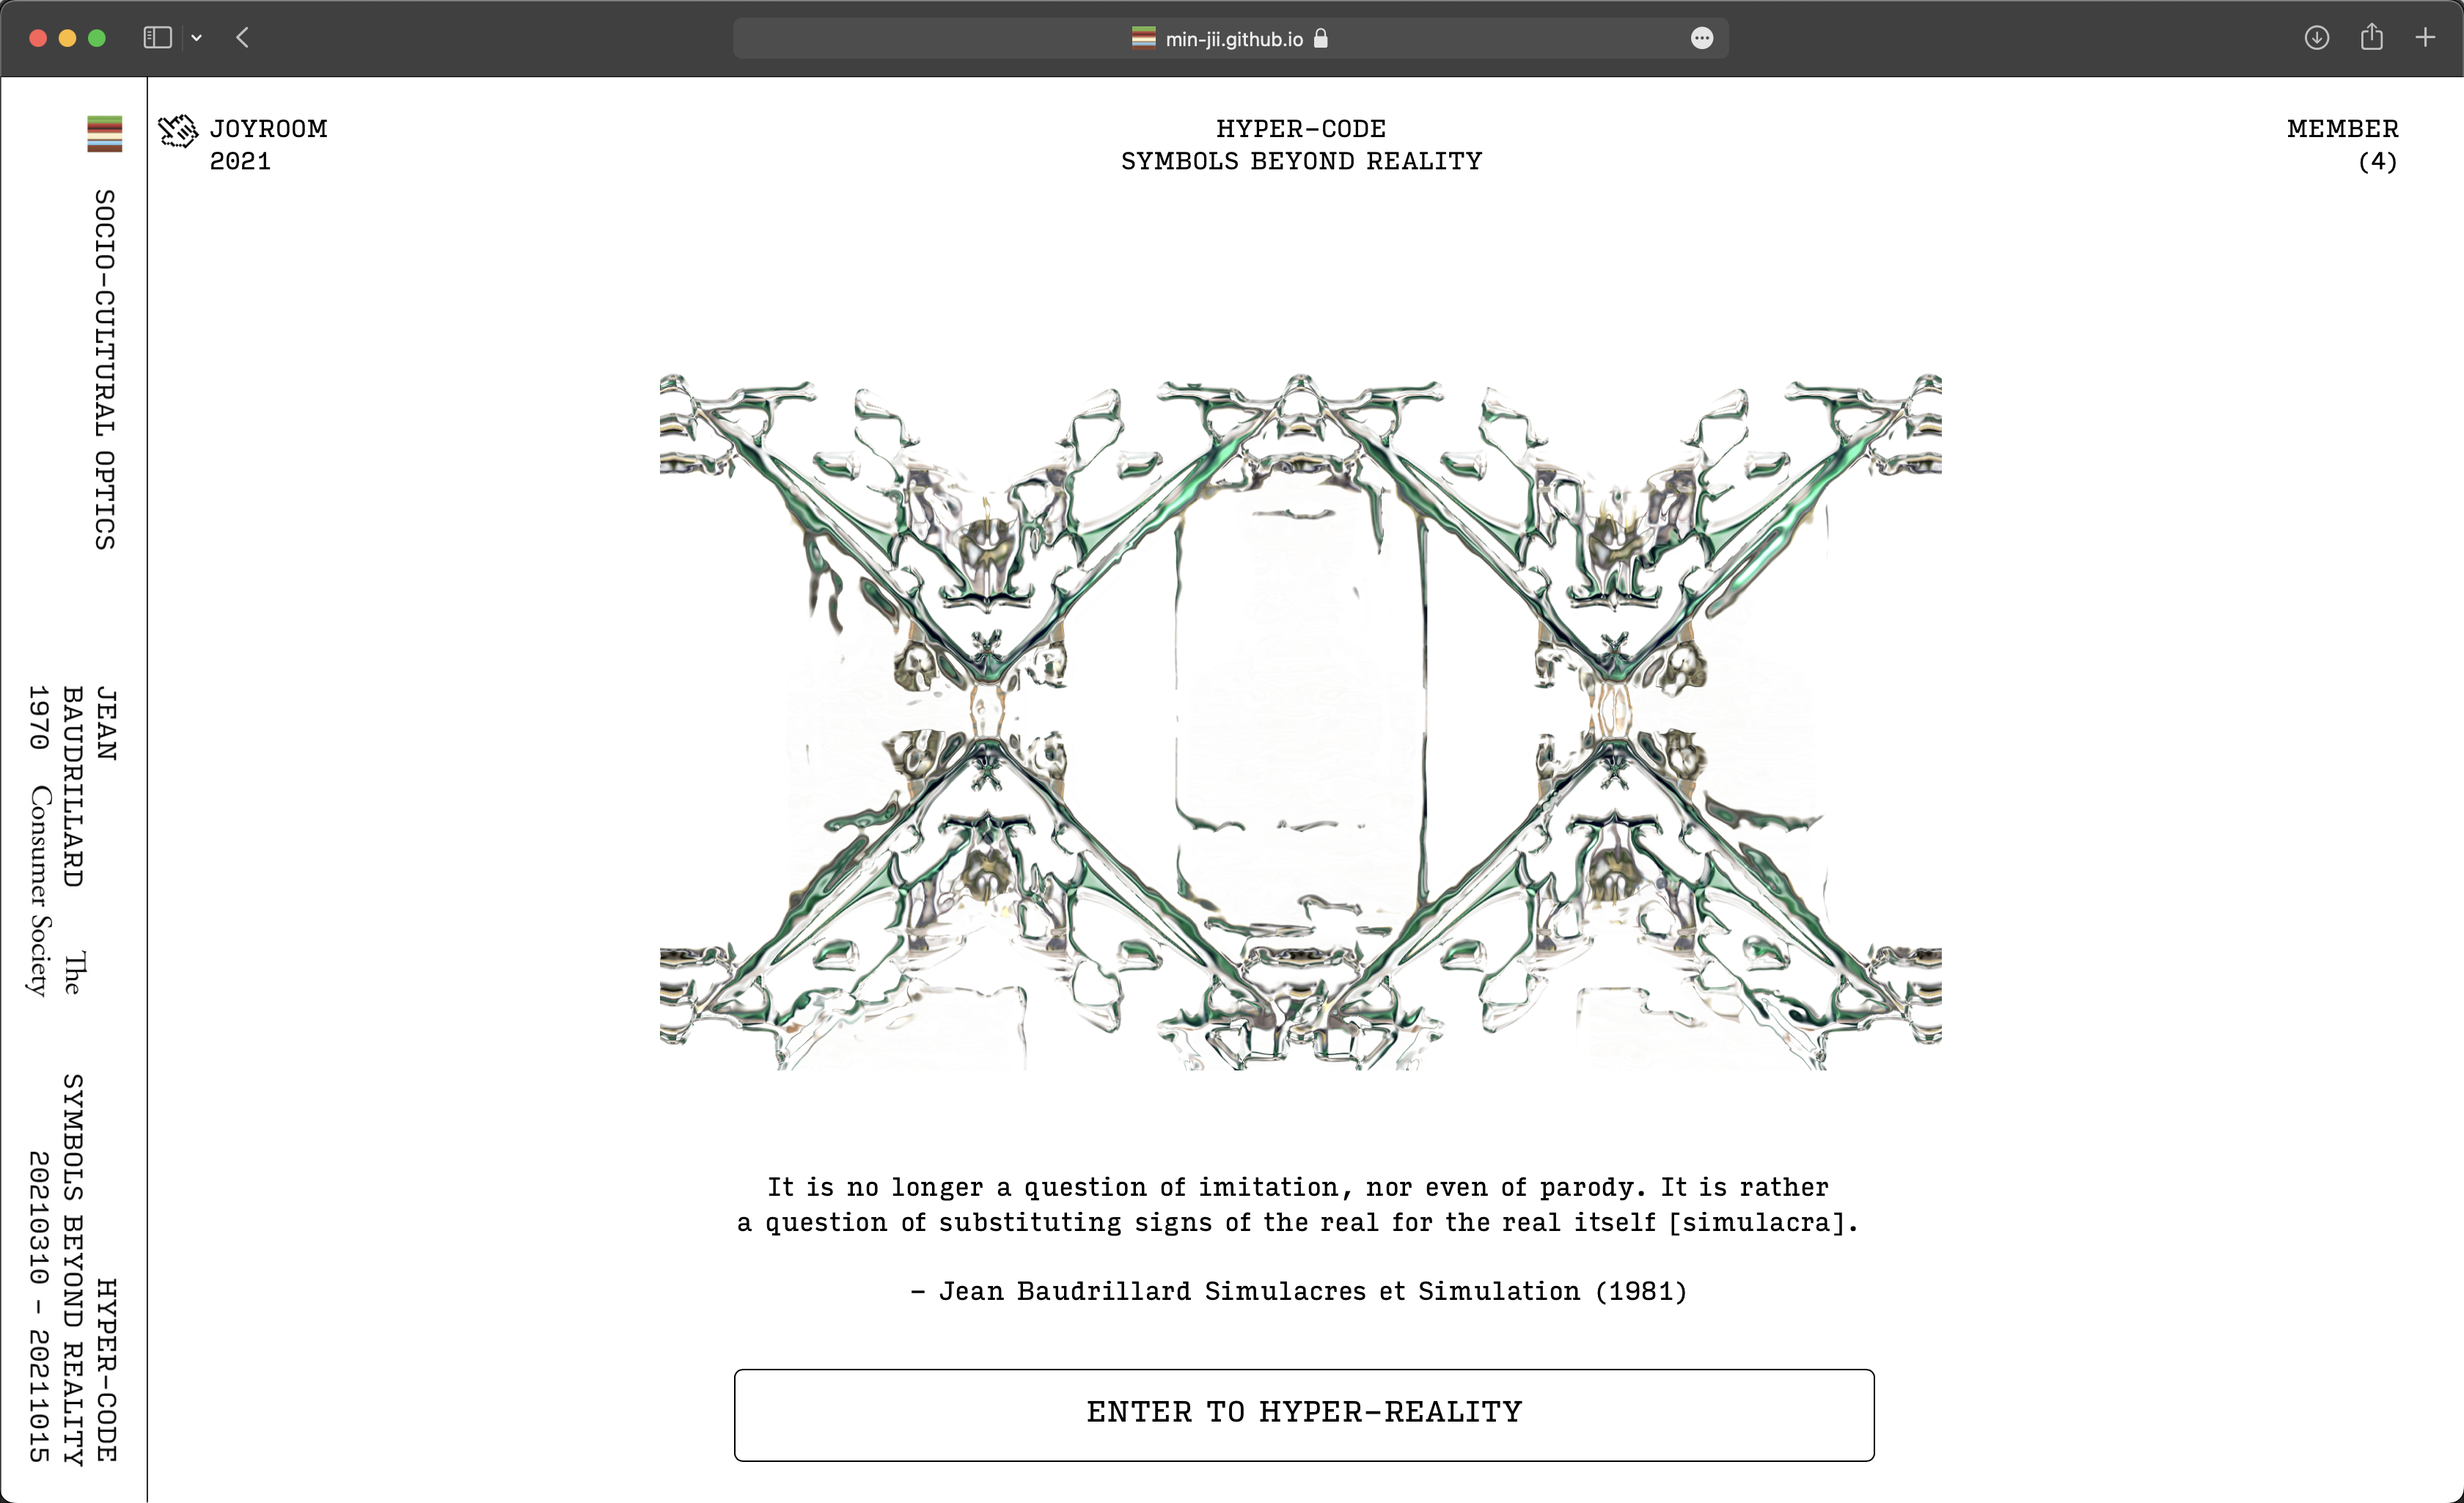 min-jii.github.io
SOCIO-CULTURAL OPTICS
JEAN
BAUDRILLARD The
1970 Consumer Society
HYPER-CODE
SYMBOLS BEYOND REALITY
20210310 - 20211015
JOYROOM
2021
HYPER-CODE
SYMBOLS BEYOND REALITY
MEMBER
(4)
It is no longer a question of imitation, nor even of parody. It is rather
a question of substituting signs of the real for the real itself [simulacra].
– Jean Baudrillard Simulacres et Simulation (1981)
ENTER TO HYPER-REALITY